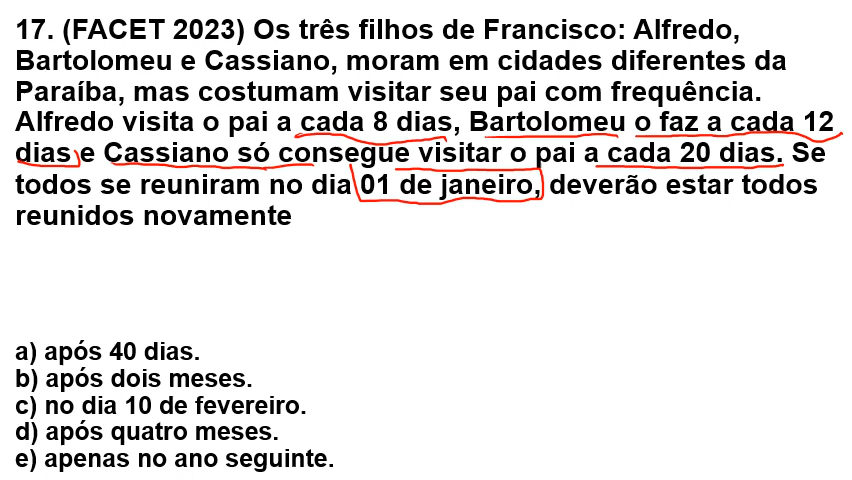 17. (FACET 2023) Os três filhos de Francisco: Alfredo,
Bartolomeu e Cassiano, moram em cidades diferentes da
Paraíba, mas costumam visitar seu pai com frequência.
Alfredo visita o pai a cada 8 dias, Bartolomeu o faz a cada 12
dias e Cassiano só consegue visitar o pai a cada 20 dias. Se
todos se reuniram no dia 01 de janeiro, deverão estar todos
reunidos novamente
a) após 40 dias.
b) após dois meses.
c) no dia 10 de fevereiro.
d) após quatro meses.
e) apenas no ano seguinte.